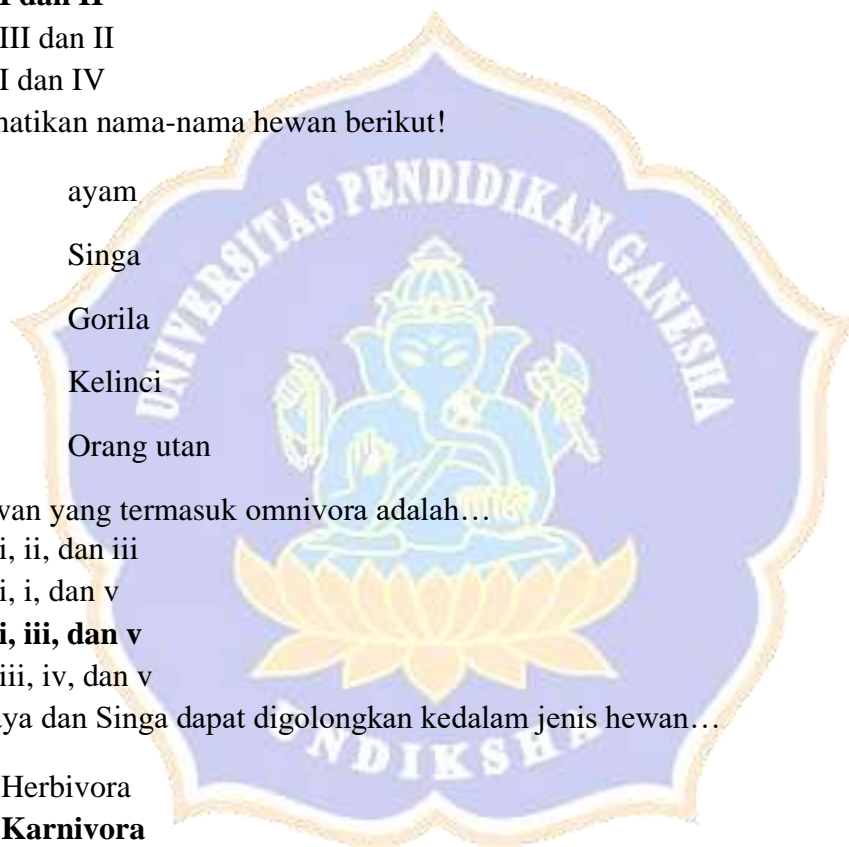 I dan II
III dan II
I dan IV
natikan nama-nama hewan berikut!
ayam
Singa
Gorila
Kelinci
Orang utan
wan yang termasuk omnivora adalah…
i, ii, dan iii
i, i, dan v
i, iii, dan v
iii, iv, dan v
aya dan Singa dapat digolongkan kedalam jenis hewan…
Herbivora
Karnivora
UNIVERSITAS PENDIDIKAN GANESHA
UNDIKSHA